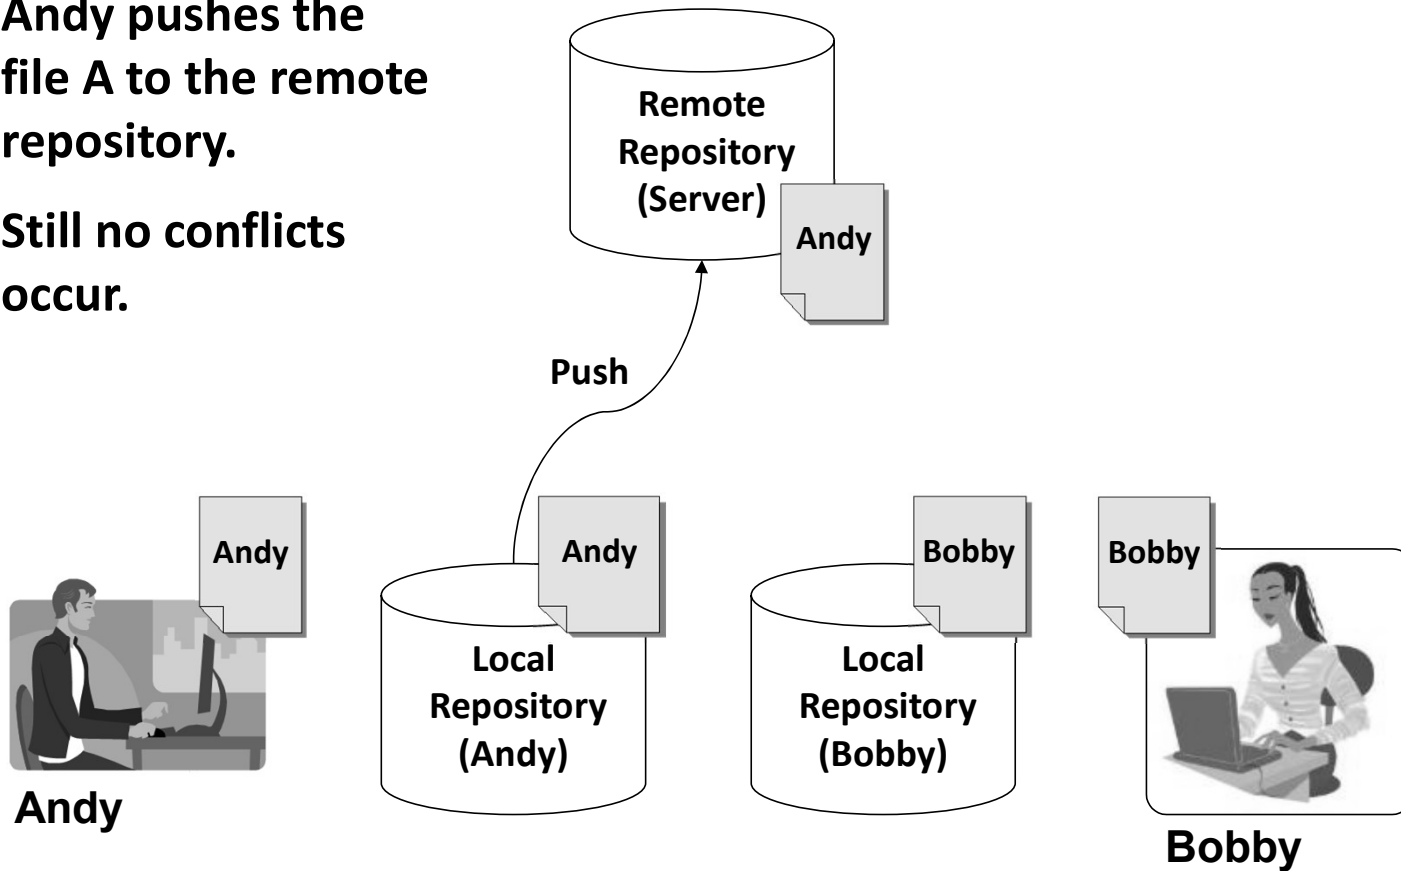 Andy pushes the
file A to the remote
repository.
Still no conflicts
occur.
Remote
Repository
(Server)
Andy
Push
Andy
Andy
Bobby
Bobby
Local
Repository
(Andy)
Local
Repository
(Bobby)
Andy
Bobby